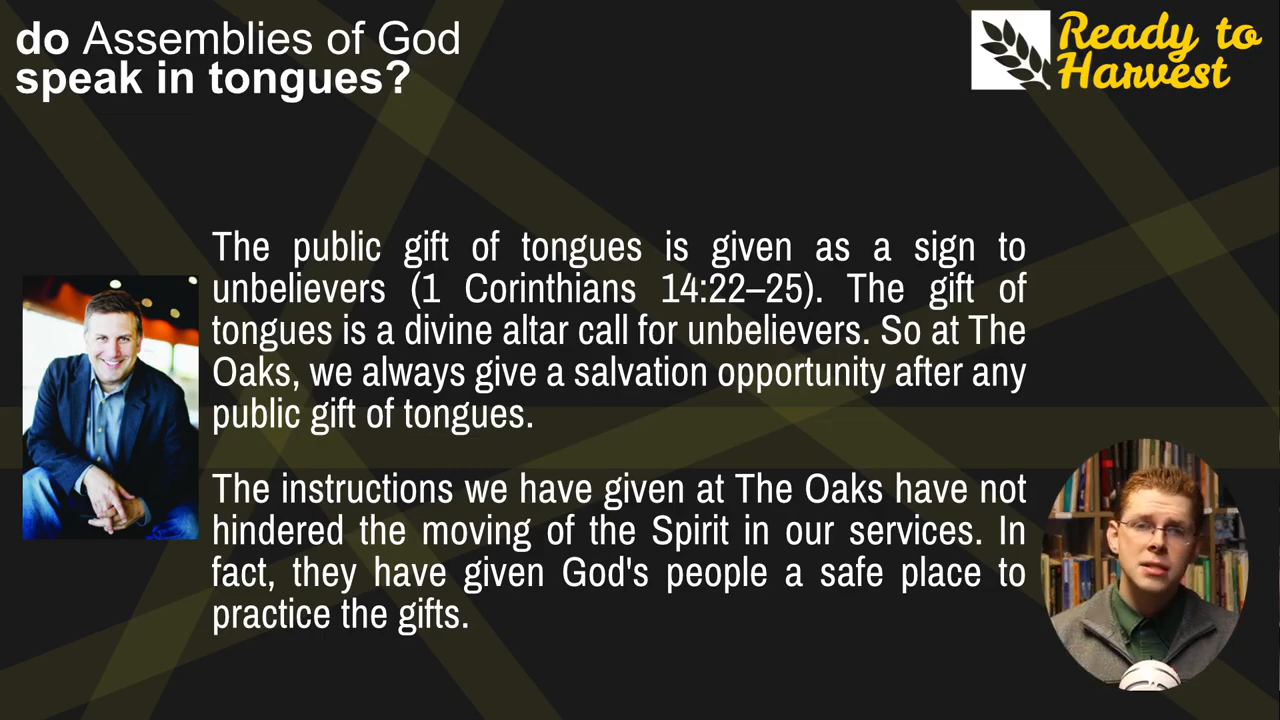 do Assemblies of God
speak in tongues?
Ready to
Harvest
The public gift of tongues is given as a sign to
unbelievers (1 Corinthians 14:22–25). The gift of
tongues is a divine altar call for unbelievers. So at The
Oaks, we always give a salvation opportunity after any
public gift of tongues.
The instructions we have given at The Oaks have not
hindered the moving of the Spirit in our services. In
fact, they have given God's people a safe place to
practice the gifts.